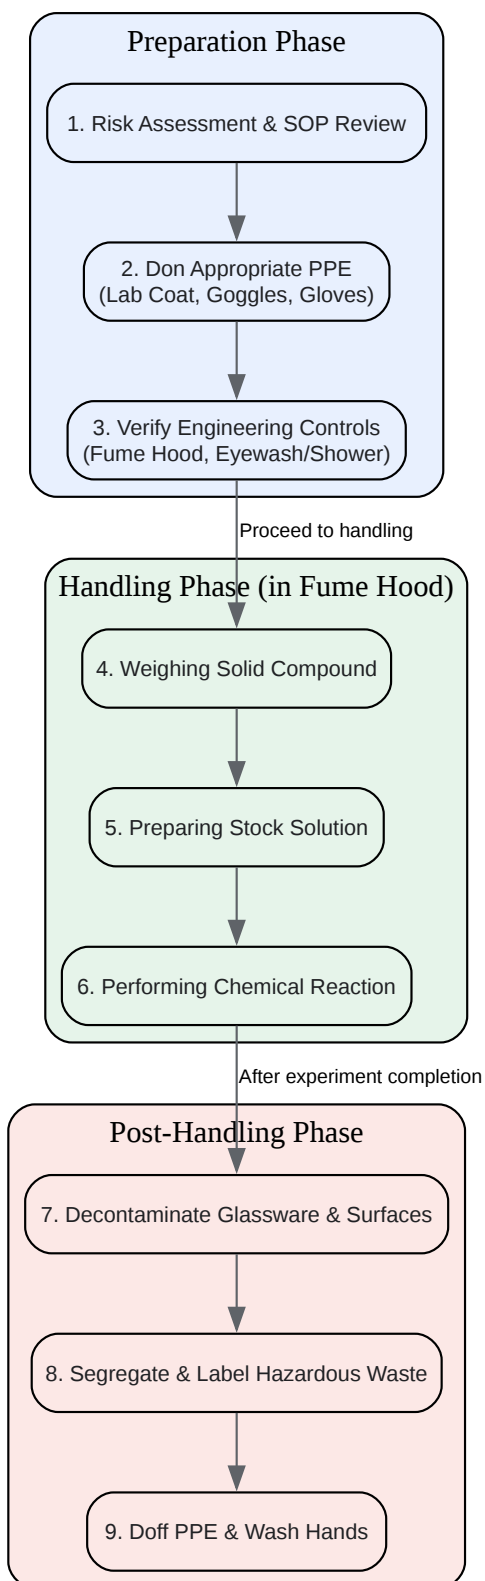 Preparation Phase
1. Risk Assessment & SOP Review
2. Don Appropriate PPE
(Lab Coat, Goggles, Gloves)
3. Verify Engineering Controls
(Fume Hood, Eyewash/Shower)
Proceed to handling
Handling Phase (in Fume Hood)
4. Weighing Solid Compound
5. Preparing Stock Solution
6. Performing Chemical Reaction
After experiment completion
Post-Handling Phase
7. Decontaminate Glassware & Surfaces
8. Segregate & Label Hazardous Waste
9. Doff PPE & Wash Hands